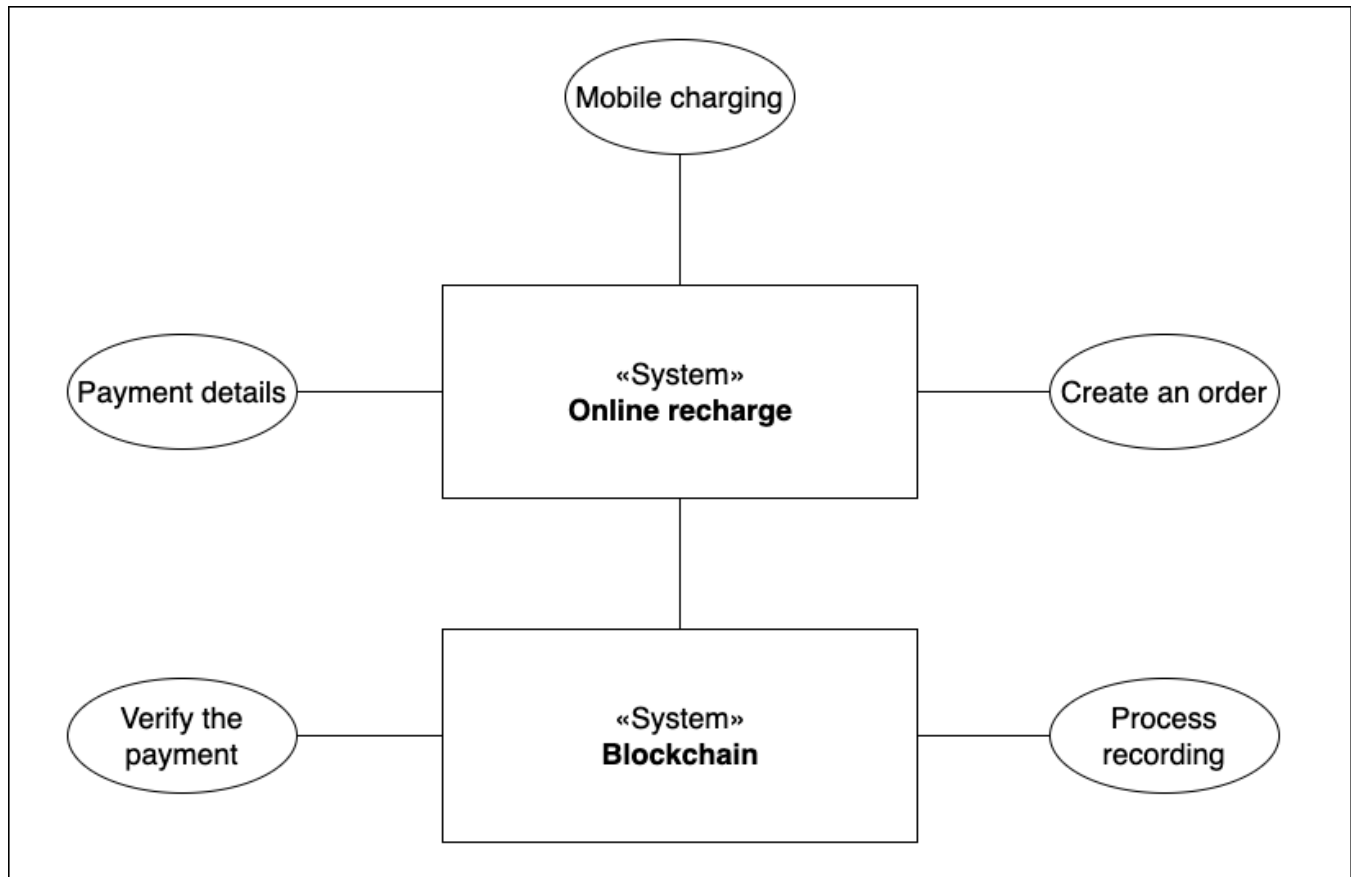 Mobile charging
Payment details
«System»
Online recharge
Create an order
Verify the
payment
«System»
Blockchain
Process
recording